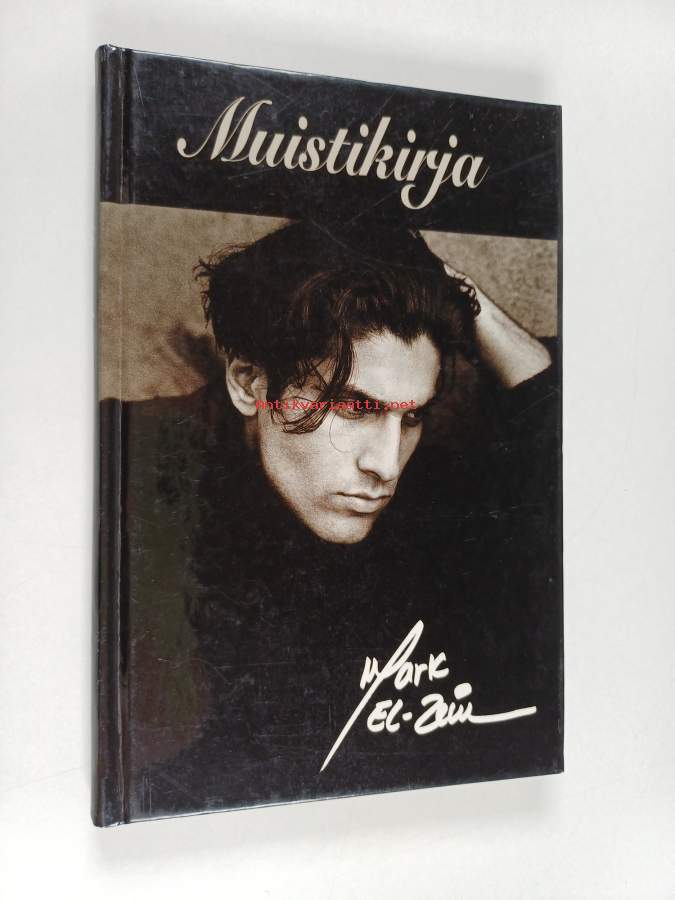 Muistikirja
Antikvariaatti.net
Mark
El-Zein